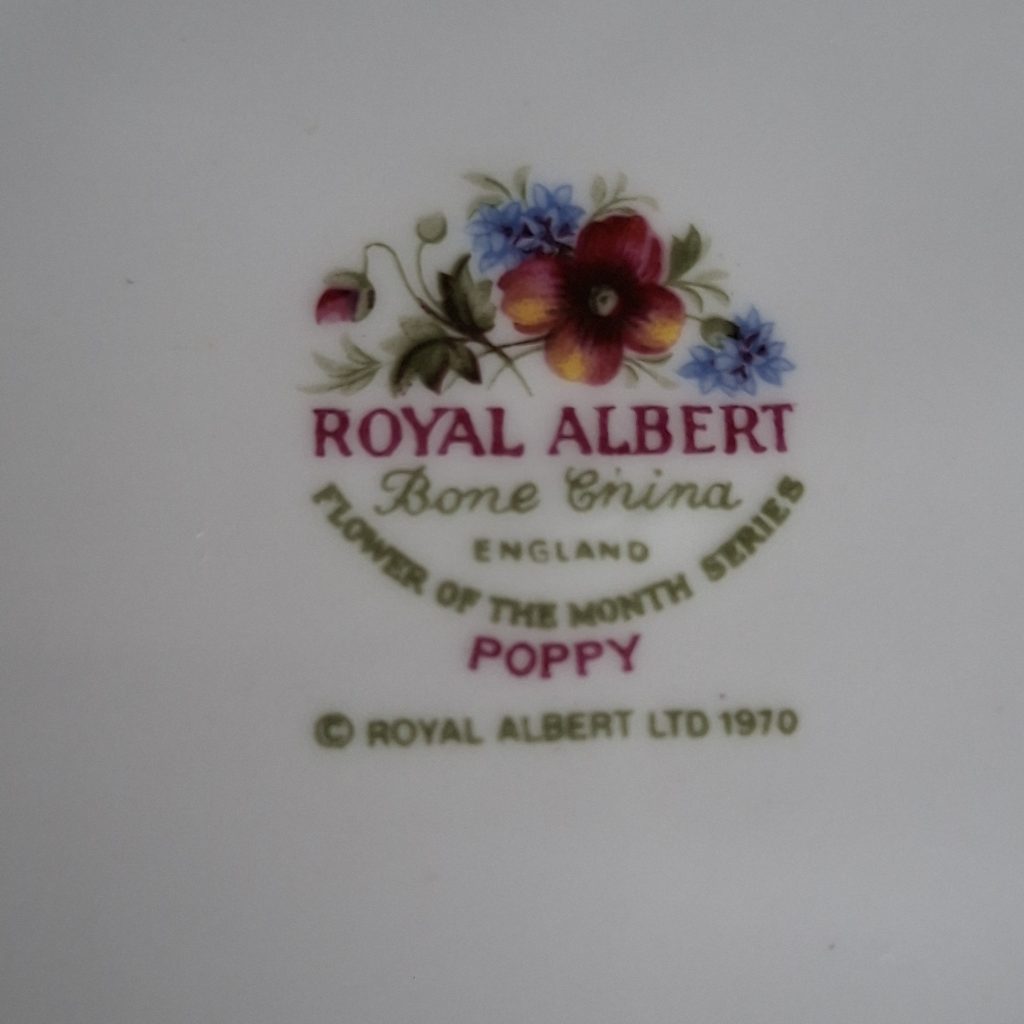 ROYAL ALBERT
Bone China
ENGLAND
FLOWER OF THE MONTH SERIES
POPPY
© ROYAL ALBERT LTD 1970